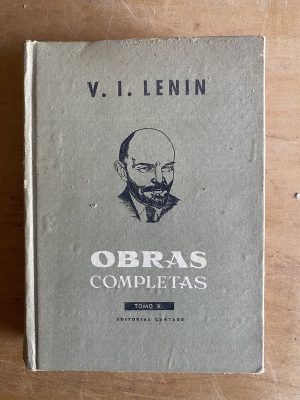 V. I. LENIN
OBRAS
COMPLETAS
TOMO X
EDITORIAL CARTAGO